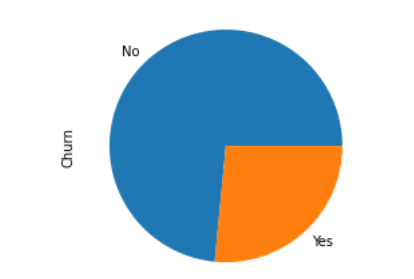 No
Churn
Yes